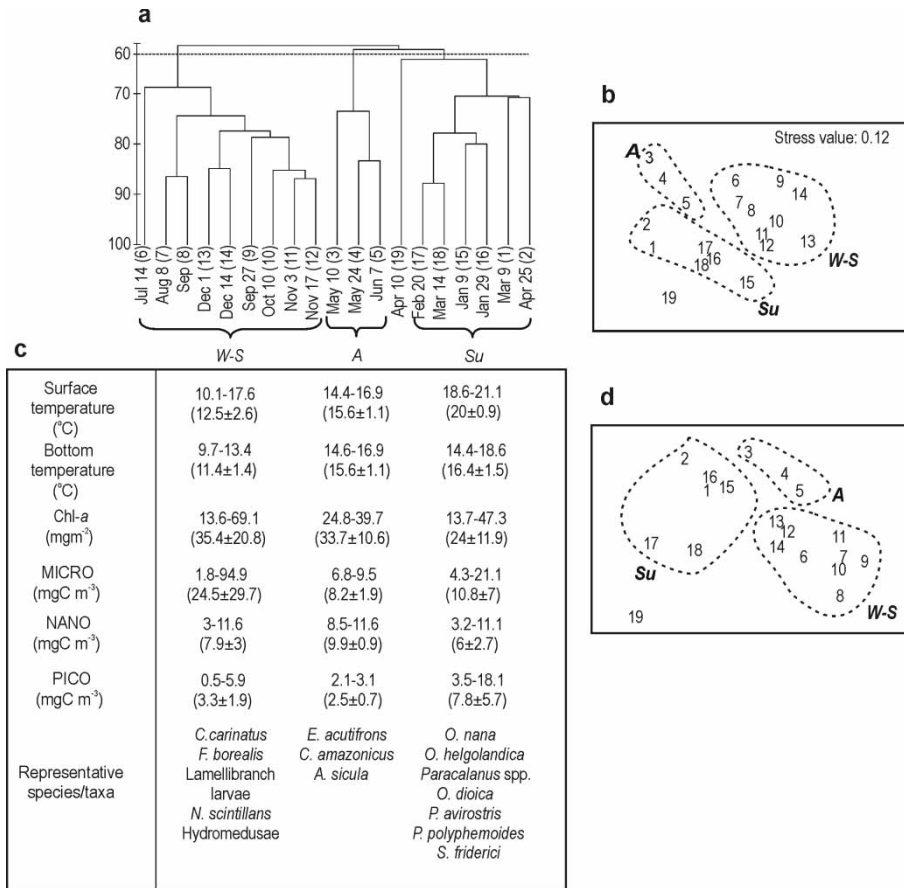 a
60
70
80
90
100
Jul 14 (6)
Aug 8 (7)
Sep (8)
Dec 1 (13)
Dec 14 (14)
Sep 27 (9)
Oct 10 (10)
Nov 3 (11)
Nov 17 (12)
May 10 (3)
May 24 (4)
Jun 7 (5)
Apr 10 (19)
Feb 20 (17)
Mar 14 (18)
Jan 9 (15)
Jan 29 (16)
Mar 9 (1)
Apr 25 (2)
W-S A Su
b
Stress value: 0.12
A 3
4
5
6 9
14
7 8
10
11
12 13
W-S
2
1
17
16
18
15
19
Su
c
Surface temperature (°C)
10.1-17.6 14.4-16.9 18.6-21.1
(12.5±2.6) (15.6±1.1) (20±0.9)
Bottom temperature (°C)
9.7-13.4 14.6-16.9 14.4-18.6
(11.4±1.4) (15.6±1.1) (16.4±1.5)
Chl-a (mgm⁻²)
13.6-69.1 24.8-39.7 13.7-47.3
(35.4±20.8) (33.7±10.6) (24±11.9)
MICRO (mgC m⁻³)
1.8-94.9 6.8-9.5 4.3-21.1
(24.5±29.7) (8.2±1.9) (10.8±7)
NANO (mgC m⁻³)
3-11.6 8.5-11.6 3.2-11.1
(7.9±3) (9.9±0.9) (6±2.7)
PICO (mgC m⁻³)
0.5-5.9 2.1-3.1 3.5-18.1
(3.3±1.9) (2.5±0.7) (7.8±5.7)
Representative species/taxa
C.carinatus E. acutifrons O. nana
F. borealis C. amazonicus O. helgolandica
Lamellibranch A. sicula Paracalanus spp.
larvae O. dioica
N. scintillans P. avirostris
Hydromedusae P. polyphemoides
S. friderici
d
2
16
1 15
17
18
Su
19
3
4
5
A
13
12
14
6
11
7
10 9
8
W-S